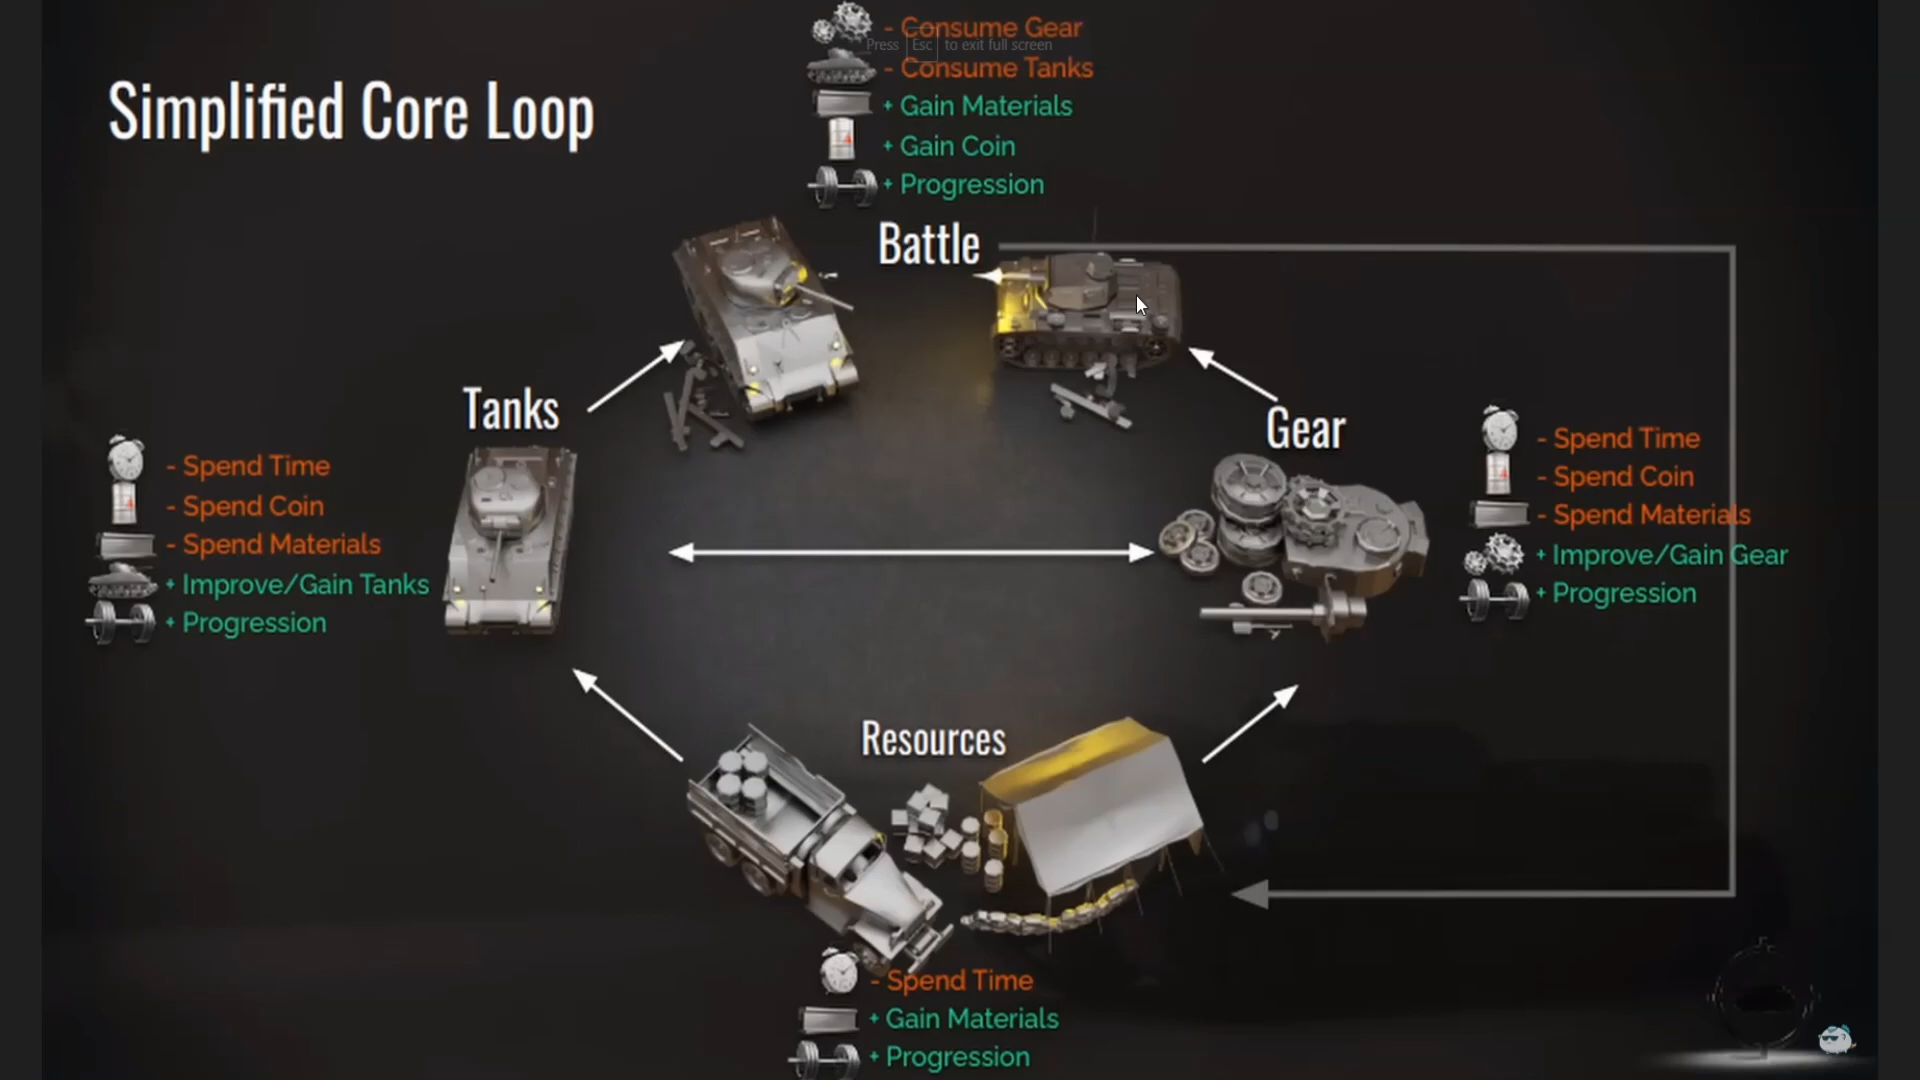 Simplified Core Loop
- Consume Gear
Press Esc to exit full screen
- Consume Tanks
+ Gain Materials
+ Gain Coin
+ Progression
Battle
Tanks
- Spend Time
- Spend Coin
- Spend Materials
+ Improve/Gain Tanks
+ Progression
Gear
- Spend Time
- Spend Coin
- Spend Materials
+ Improve/Gain Gear
+ Progression
Resources
- Spend Time
+ Gain Materials
+ Progression